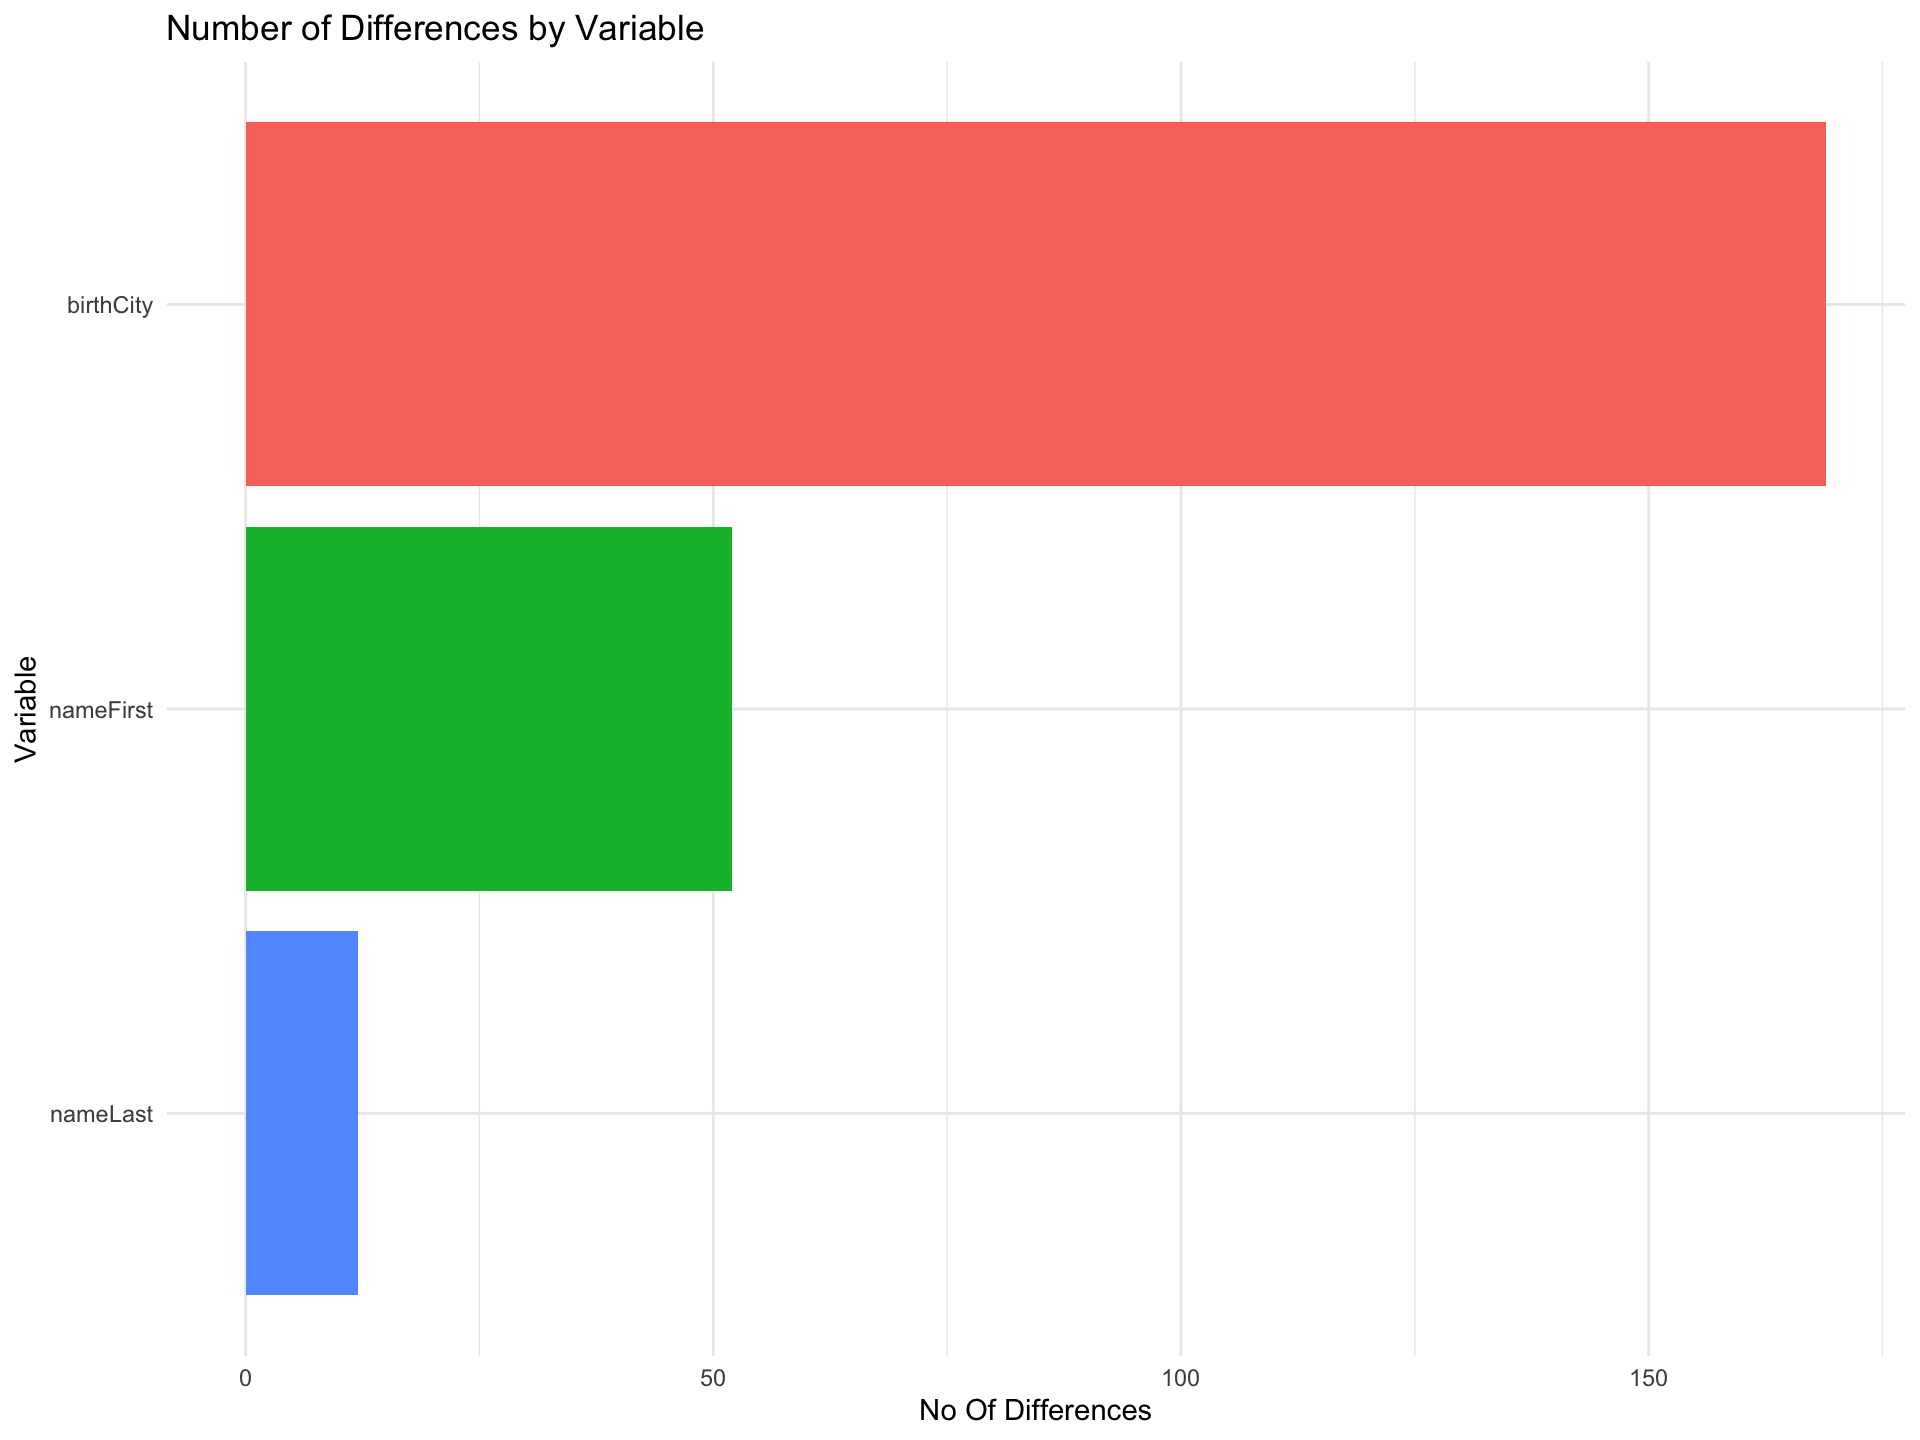 Number of Differences by Variable
birthCity
nameFirst
nameLast
Variable
0 50 100 150
No Of Differences